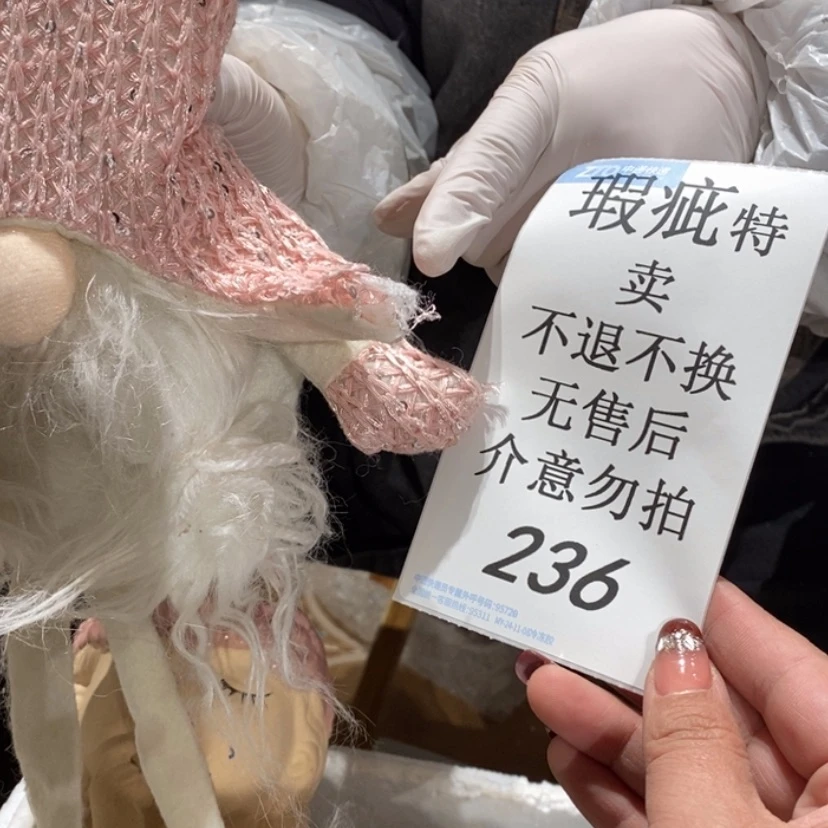 瑕疵特
卖
不退不换
无售后
介意勿拍
236